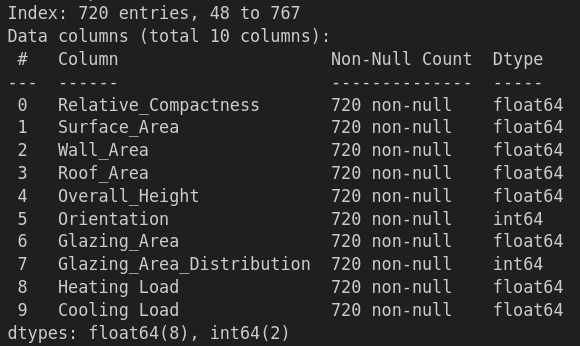 Index: 720 entries, 48 to 767
Data columns (total 10 columns):
 #   Column                     Non-Null Count  Dtype
---  ------                     --------------  -----
 0   Relative_Compactness       720 non-null    float64
 1   Surface_Area               720 non-null    float64
 2   Wall_Area                  720 non-null    float64
 3   Roof_Area                  720 non-null    float64
 4   Overall_Height             720 non-null    float64
 5   Orientation                720 non-null    int64
 6   Glazing_Area               720 non-null    float64
 7   Glazing_Area_Distribution  720 non-null    int64
 8   Heating Load               720 non-null    float64
 9   Cooling Load               720 non-null    float64
dtypes: float64(8), int64(2)